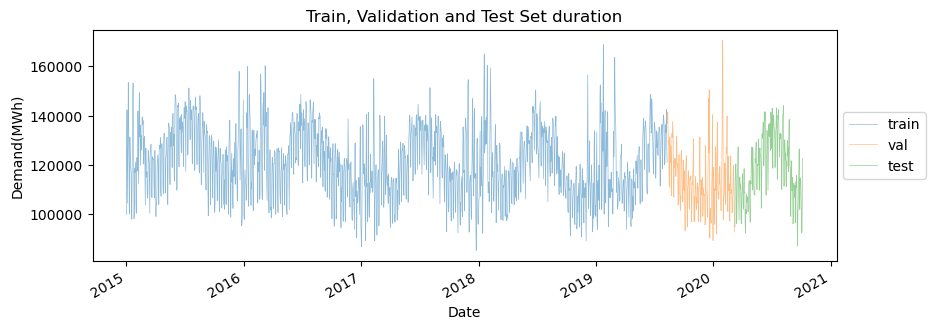 Train, Validation and Test Set duration
Demand(MWh)
160000
140000
120000
100000
2015
2016
2017
2018
2019
2020
2021
Date
train
val
test